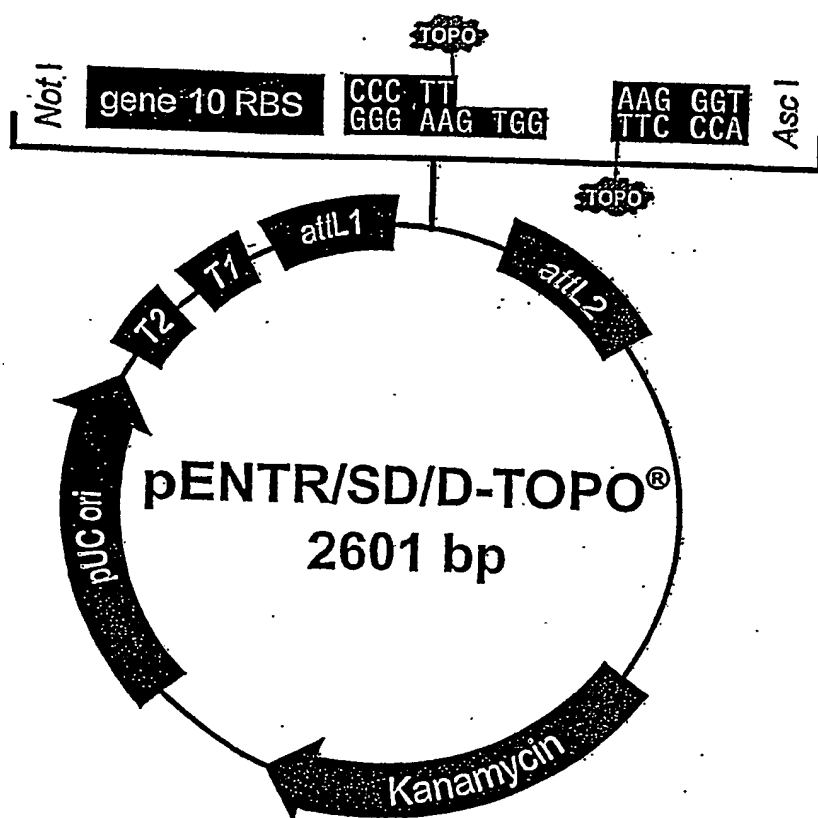 TOPO
Not I
gene 10 RBS
CCC TT
GGG AAG TGG
AAG GGT
TTC CCA
Asc I
TOPO
attL1
attL2
T1
T2
pUC ori
pENTR/SD/D-TOPO®
2601 bp
Kanamycin